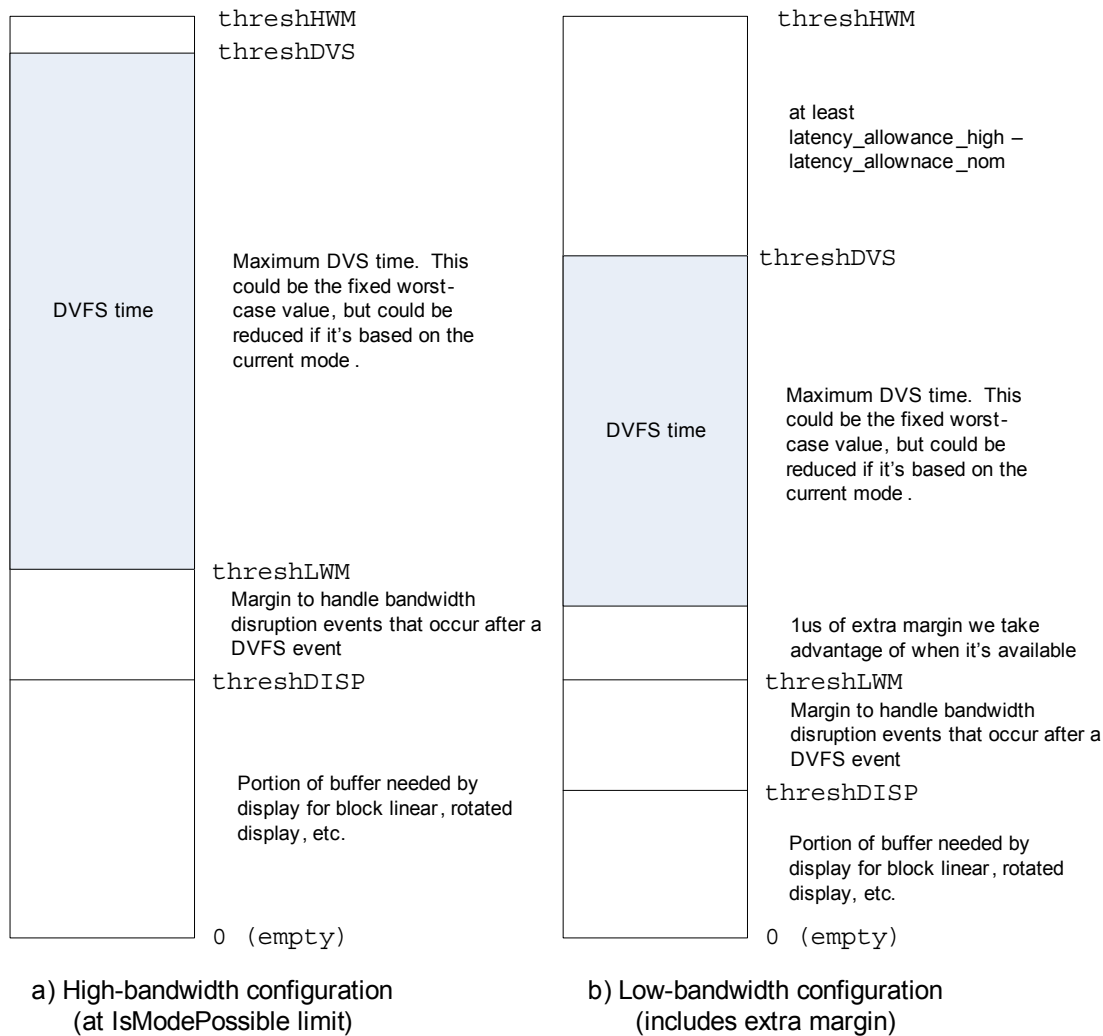 threshHWM
threshDVS
DVFS time
Maximum DVS time. This
could be the fixed worst-
case value, but could be
reduced if it's based on the
current mode .
threshLWM
Margin to handle bandwidth
disruption events that occur after a
DVFS event
threshDISP
Portion of buffer needed by
display for block linear, rotated
display, etc.
0 (empty)
a) High-bandwidth configuration
(at IsModePossible limit)
threshHWM
at least
latency_allowance_high –
latency_allownace_nom
threshDVS
DVFS time
Maximum DVS time. This
could be the fixed worst-
case value, but could be
reduced if it's based on the
current mode .
1us of extra margin we take
advantage of when it's available
threshLWM
Margin to handle bandwidth
disruption events that occur after a
DVFS event
threshDISP
Portion of buffer needed by
display for block linear, rotated
display, etc.
0 (empty)
b) Low-bandwidth configuration
(includes extra margin)